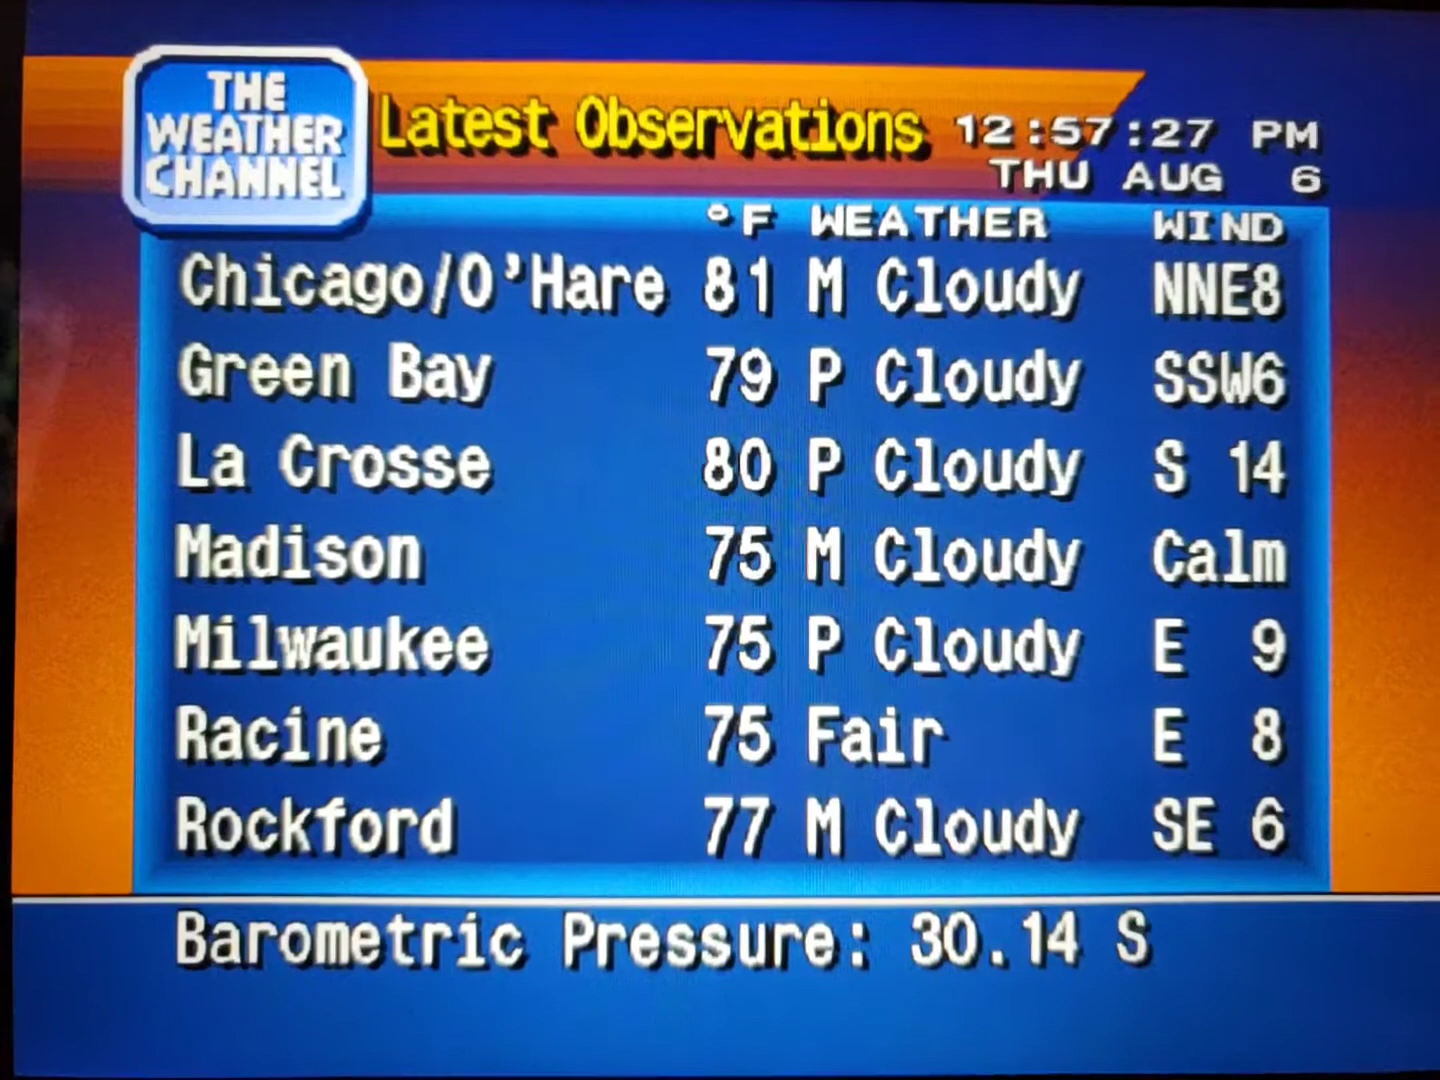 THE
WEATHER
CHANNEL
Latest Observations
12:57:27 PM
THU AUG 6
°F WEATHER WIND
Chicago/O'Hare 81 M Cloudy NNE8
Green Bay 79 P Cloudy SSW6
La Crosse 80 P Cloudy S 14
Madison 75 M Cloudy Calm
Milwaukee 75 P Cloudy E 9
Racine 75 Fair E 8
Rockford 77 M Cloudy SE 6
Barometric Pressure: 30.14 S